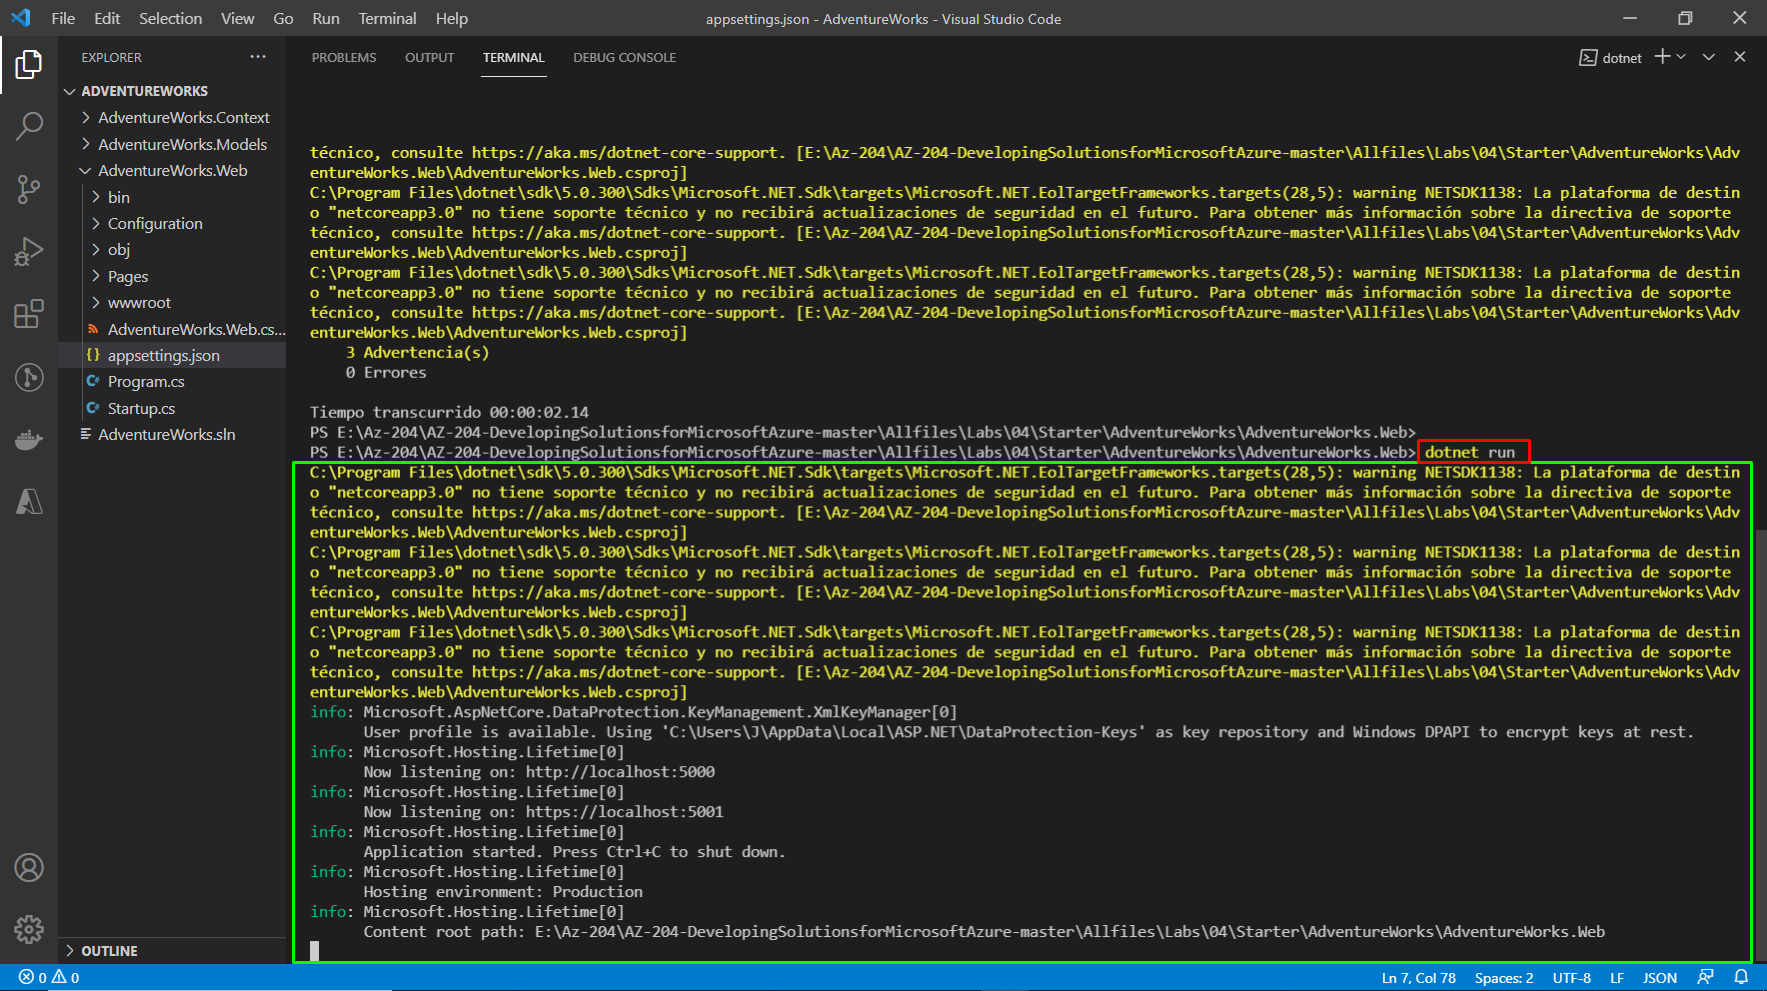 File Edit Selection View Go Run Terminal Help
appsettings.json - AdventureWorks - Visual Studio Code
EXPLORER
ADVENTUREWORKS
AdventureWorks.Context
AdventureWorks.Models
AdventureWorks.Web
bin
Configuration
obj
Pages
wwwroot
AdventureWorks.Web.cs...
{} appsettings.json
C# Program.cs
C# Startup.cs
AdventureWorks.sln
OUTLINE
PROBLEMS OUTPUT TERMINAL DEBUG CONSOLE
dotnet
técnico, consulte https://aka.ms/dotnet-core-support. [E:\Az-204\AZ-204-DevelopingSolutionsforMicrosoftAzure-master\Allfiles\Labs\04\Starter\AdventureWorks\Adv
entureWorks.Web\AdventureWorks.Web.csproj]
C:\Program Files\dotnet\sdk\5.0.300\Sdks\Microsoft.NET.Sdk\targets\Microsoft.NET.EolTargetFrameworks.targets(28,5): warning NETSDK1138: La plataforma de destin
o "netcoreapp3.0" no tiene soporte técnico y no recibirá actualizaciones de seguridad en el futuro. Para obtener más información sobre la directiva de soporte
técnico, consulte https://aka.ms/dotnet-core-support. [E:\Az-204\AZ-204-DevelopingSolutionsforMicrosoftAzure-master\Allfiles\Labs\04\Starter\AdventureWorks\Adv
entureWorks.Web\AdventureWorks.Web.csproj]
C:\Program Files\dotnet\sdk\5.0.300\Sdks\Microsoft.NET.Sdk\targets\Microsoft.NET.EolTargetFrameworks.targets(28,5): warning NETSDK1138: La plataforma de destin
o "netcoreapp3.0" no tiene soporte técnico y no recibirá actualizaciones de seguridad en el futuro. Para obtener más información sobre la directiva de soporte
técnico, consulte https://aka.ms/dotnet-core-support. [E:\Az-204\AZ-204-DevelopingSolutionsforMicrosoftAzure-master\Allfiles\Labs\04\Starter\AdventureWorks\Adv
entureWorks.Web\AdventureWorks.Web.csproj]
3 Advertencia(s)
0 Errores
Tiempo transcurrido 00:00:02.14
PS E:\Az-204\AZ-204-DevelopingSolutionsforMicrosoftAzure-master\Allfiles\Labs\04\Starter\AdventureWorks\AdventureWorks.Web>
PS E:\Az-204\AZ-204-DevelopingSolutionsforMicrosoftAzure-master\Allfiles\Labs\04\Starter\AdventureWorks\AdventureWorks.Web> dotnet run
C:\Program Files\dotnet\sdk\5.0.300\Sdks\Microsoft.NET.Sdk\targets\Microsoft.NET.EolTargetFrameworks.targets(28,5): warning NETSDK1138: La plataforma de destin
o "netcoreapp3.0" no tiene soporte técnico y no recibirá actualizaciones de seguridad en el futuro. Para obtener más información sobre la directiva de soporte
técnico, consulte https://aka.ms/dotnet-core-support. [E:\Az-204\AZ-204-DevelopingSolutionsforMicrosoftAzure-master\Allfiles\Labs\04\Starter\AdventureWorks\Adv
entureWorks.Web\AdventureWorks.Web.csproj]
C:\Program Files\dotnet\sdk\5.0.300\Sdks\Microsoft.NET.Sdk\targets\Microsoft.NET.EolTargetFrameworks.targets(28,5): warning NETSDK1138: La plataforma de destin
o "netcoreapp3.0" no tiene soporte técnico y no recibirá actualizaciones de seguridad en el futuro. Para obtener más información sobre la directiva de soporte
técnico, consulte https://aka.ms/dotnet-core-support. [E:\Az-204\AZ-204-DevelopingSolutionsforMicrosoftAzure-master\Allfiles\Labs\04\Starter\AdventureWorks\Adv
entureWorks.Web\AdventureWorks.Web.csproj]
C:\Program Files\dotnet\sdk\5.0.300\Sdks\Microsoft.NET.Sdk\targets\Microsoft.NET.EolTargetFrameworks.targets(28,5): warning NETSDK1138: La plataforma de destin
o "netcoreapp3.0" no tiene soporte técnico y no recibirá actualizaciones de seguridad en el futuro. Para obtener más información sobre la directiva de soporte
técnico, consulte https://aka.ms/dotnet-core-support. [E:\Az-204\AZ-204-DevelopingSolutionsforMicrosoftAzure-master\Allfiles\Labs\04\Starter\AdventureWorks\Adv
entureWorks.Web\AdventureWorks.Web.csproj]
info: Microsoft.AspNetCore.DataProtection.KeyManagement.XmlKeyManager[0]
User profile is available. Using 'C:\Users\J\AppData\Local\ASP.NET\DataProtection-Keys' as key repository and Windows DPAPI to encrypt keys at rest.
info: Microsoft.Hosting.Lifetime[0]
Now listening on: http://localhost:5000
info: Microsoft.Hosting.Lifetime[0]
Now listening on: https://localhost:5001
info: Microsoft.Hosting.Lifetime[0]
Application started. Press Ctrl+C to shut down.
info: Microsoft.Hosting.Lifetime[0]
Hosting environment: Production
info: Microsoft.Hosting.Lifetime[0]
Content root path: E:\Az-204\AZ-204-DevelopingSolutionsforMicrosoftAzure-master\Allfiles\Labs\04\Starter\AdventureWorks\AdventureWorks.Web
0 0
Ln 7, Col 78 Spaces: 2 UTF-8 LF JSON